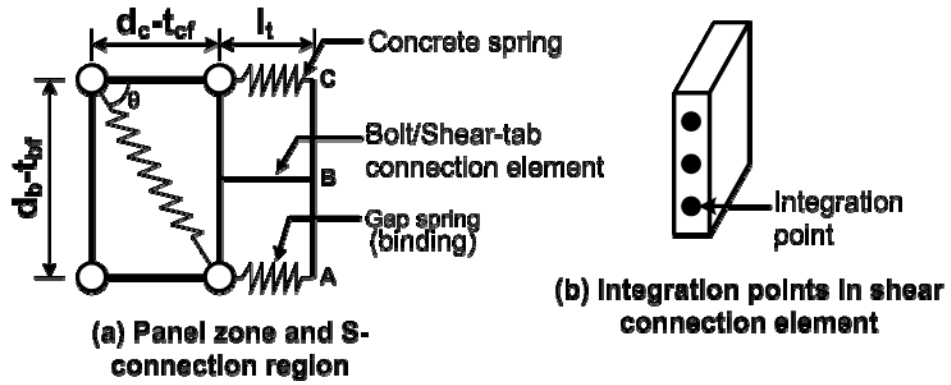 d_c-t_cf
l_t
Concrete spring
C
θ
d_b-t_bf
Bolt/Shear-tab
connection element
B
Gap spring
(binding)
A
(a) Panel zone and S-
connection region
Integration
point
(b) Integration points in shear
connection element